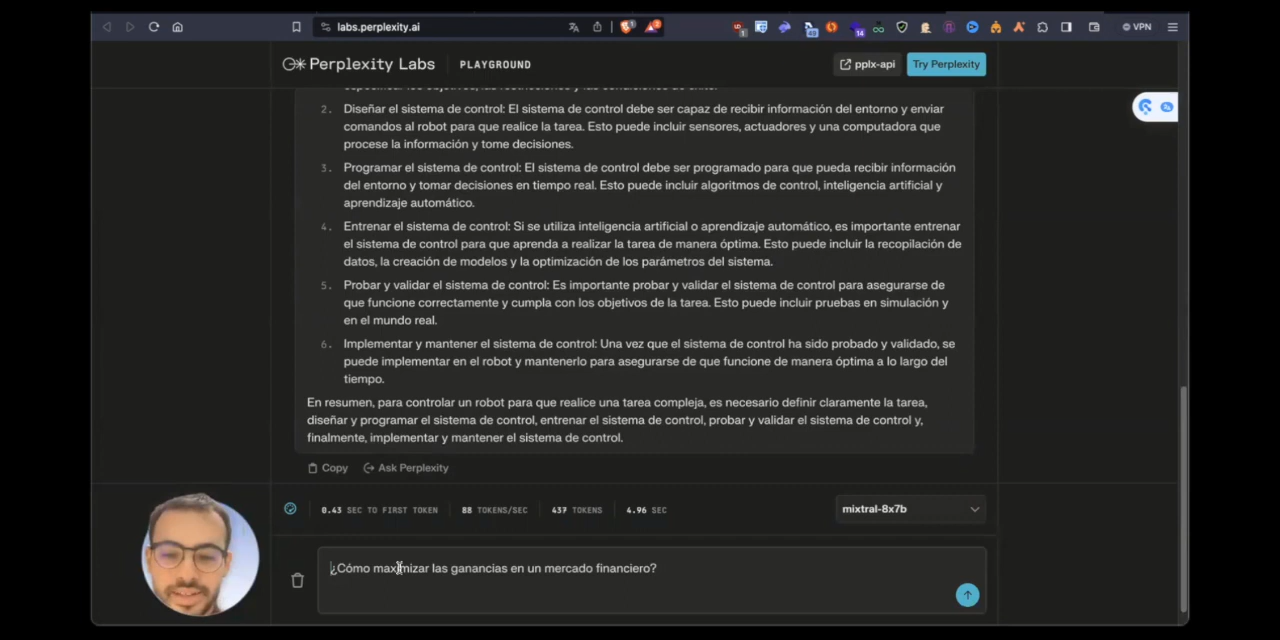 labs.perplexity.ai
VPN
Perplexity Labs
PLAYGROUND
pplx-api
Try Perplexity
2. Diseñar el sistema de control: El sistema de control debe ser capaz de recibir información del entorno y enviar
comandos al robot para que realice la tarea. Esto puede incluir sensores, actuadores y una computadora que
procese la información y tome decisiones.
3. Programar el sistema de control: El sistema de control debe ser programado para que pueda recibir información
del entorno y tomar decisiones en tiempo real. Esto puede incluir algoritmos de control, inteligencia artificial y
aprendizaje automático.
4. Entrenar el sistema de control: Si se utiliza inteligencia artificial o aprendizaje automático, es importante entrenar
el sistema de control para que aprenda a realizar la tarea de manera óptima. Esto puede incluir la recopilación de
datos, la creación de modelos y la optimización de los parámetros del sistema.
5. Probar y validar el sistema de control: Es importante probar y validar el sistema de control para asegurarse de
que funcione correctamente y cumpla con los objetivos de la tarea. Esto puede incluir pruebas en simulación y
en el mundo real.
6. Implementar y mantener el sistema de control: Una vez que el sistema de control ha sido probado y validado, se
puede implementar en el robot y mantenerlo para asegurarse de que funcione de manera óptima a lo largo del
tiempo.
En resumen, para controlar un robot para que realice una tarea compleja, es necesario definir claramente la tarea,
diseñar y programar el sistema de control, entrenar el sistema de control, probar y validar el sistema de control y,
finalmente, implementar y mantener el sistema de control.
Copy
Ask Perplexity
0.43 SEC TO FIRST TOKEN
88 TOKENS/SEC
437 TOKENS
4.96 SEC
mixtral-8x7b
¿Cómo maximizar las ganancias en un mercado financiero?